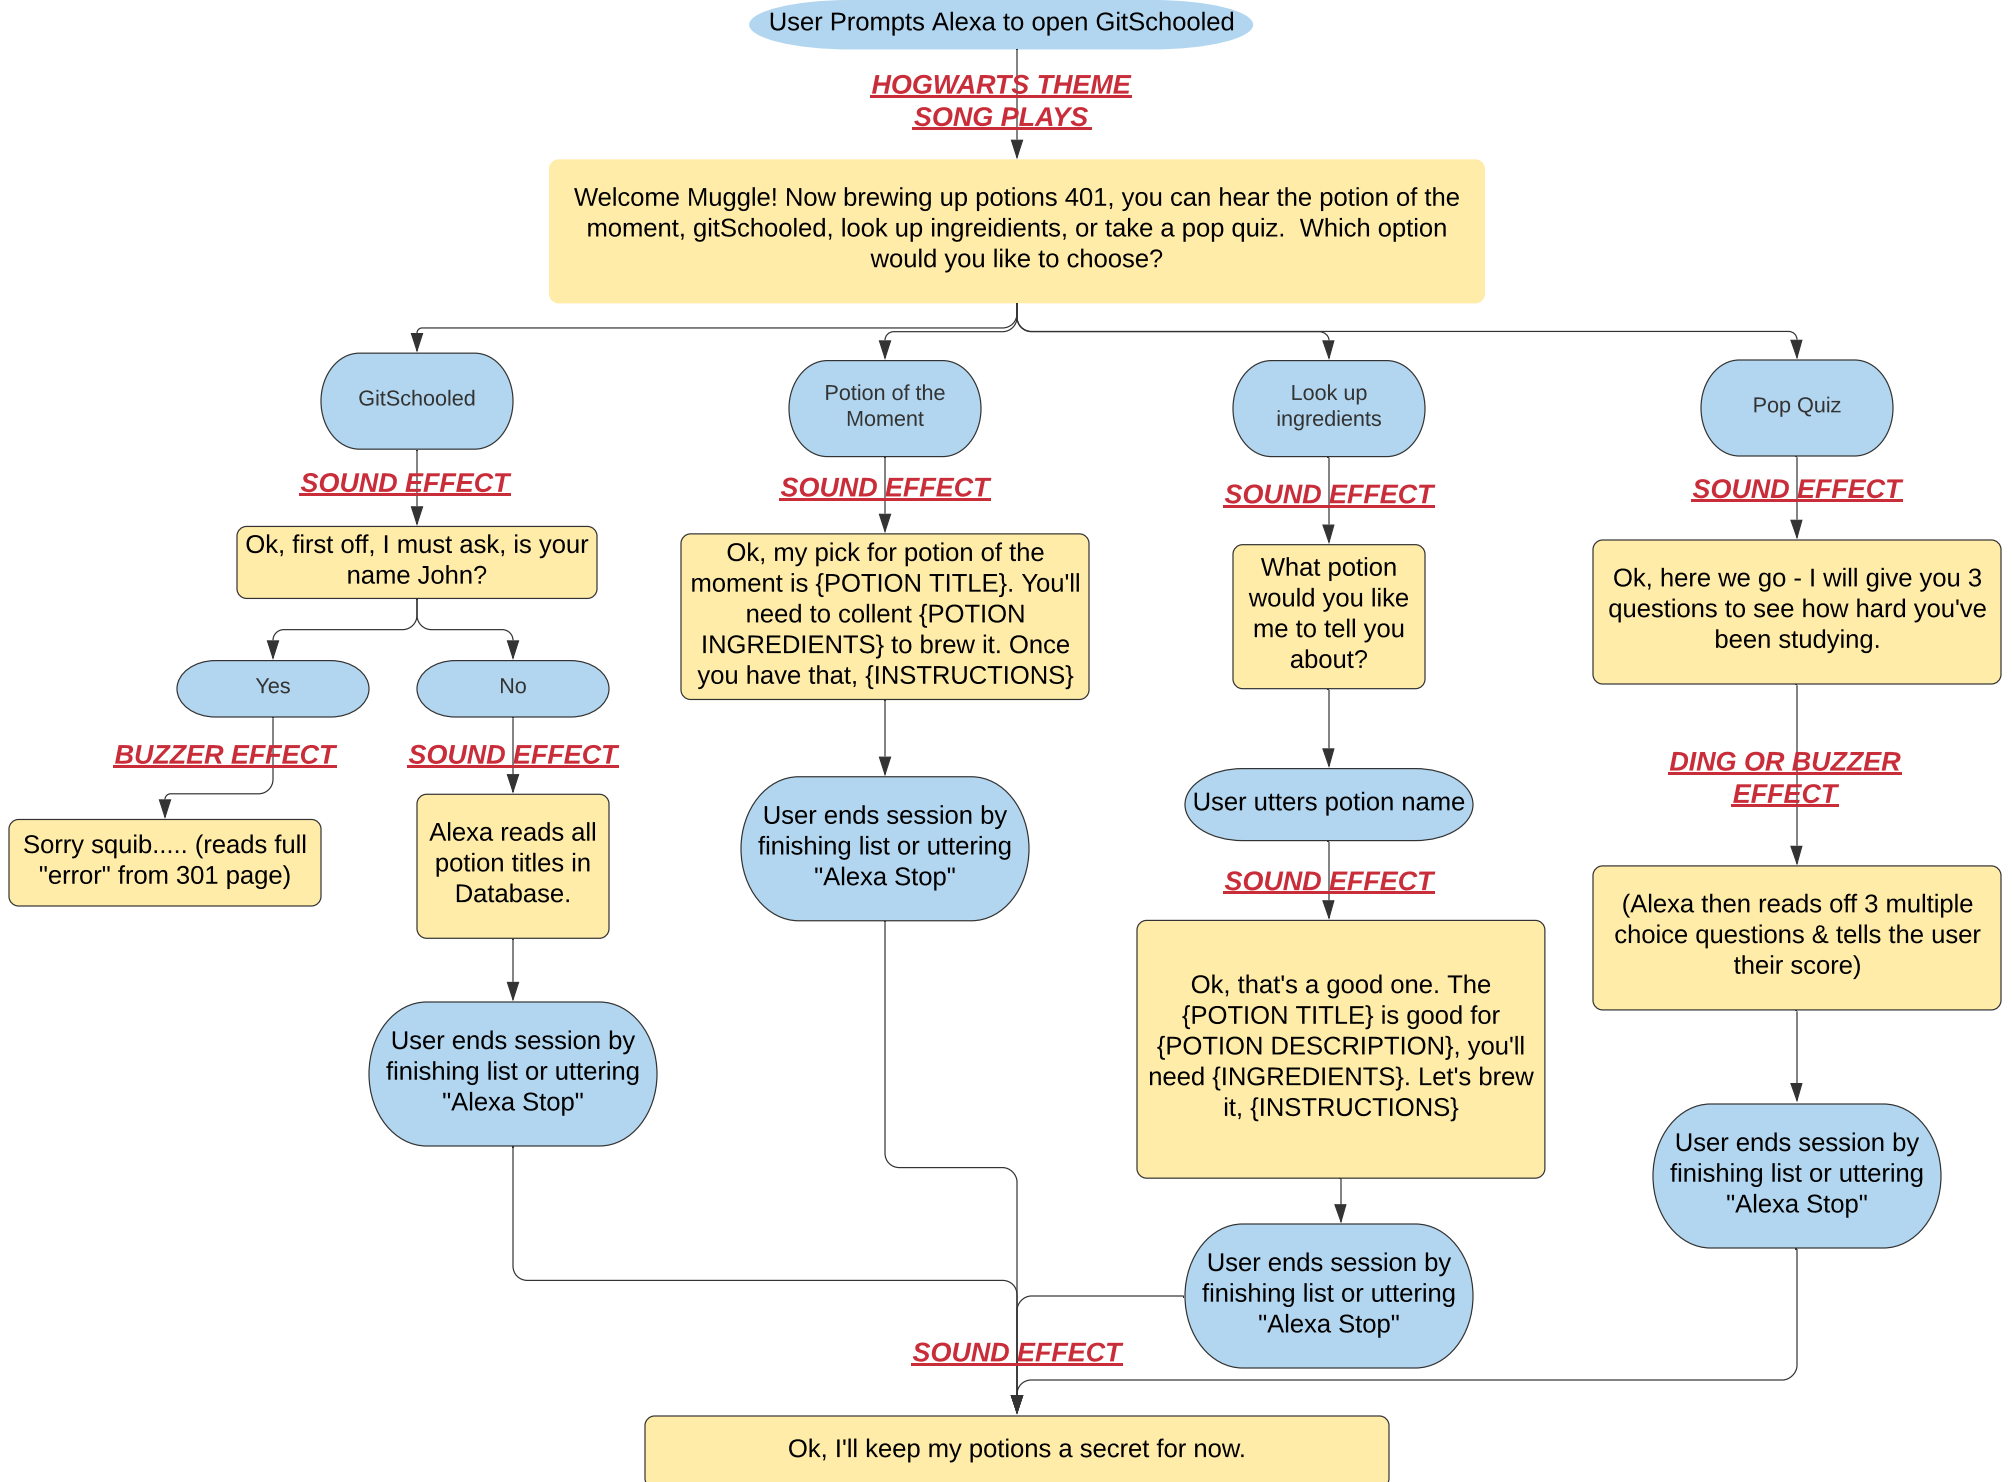 User Prompts Alexa to open GitSchooled
HOGWARTS THEME
SONG PLAYS
Welcome Muggle! Now brewing up potions 401, you can hear the potion of the
moment, gitSchooled, look up ingreidients, or take a pop quiz.  Which option
would you like to choose?
GitSchooled
Potion of the
Moment
Look up
ingredients
Pop Quiz
SOUND EFFECT
SOUND EFFECT
SOUND EFFECT
SOUND EFFECT
Ok, first off, I must ask, is your
name John?
Ok, my pick for potion of the
moment is {POTION TITLE}. You'll
need to collent {POTION
INGREDIENTS} to brew it. Once
you have that, {INSTRUCTIONS}
What potion
would you like
me to tell you
about?
Ok, here we go - I will give you 3
questions to see how hard you've
been studying.
Yes
No
BUZZER EFFECT
SOUND EFFECT
DING OR BUZZER
EFFECT
Sorry squib..... (reads full
"error" from 301 page)
Alexa reads all
potion titles in
Database.
User ends session by
finishing list or uttering
"Alexa Stop"
User utters potion name
SOUND EFFECT
(Alexa then reads off 3 multiple
choice questions & tells the user
their score)
Ok, that's a good one. The
{POTION TITLE} is good for
{POTION DESCRIPTION}, you'll
need {INGREDIENTS}. Let's brew
it, {INSTRUCTIONS}
User ends session by
finishing list or uttering
"Alexa Stop"
User ends session by
finishing list or uttering
"Alexa Stop"
User ends session by
finishing list or uttering
"Alexa Stop"
SOUND EFFECT
Ok, I'll keep my potions a secret for now.